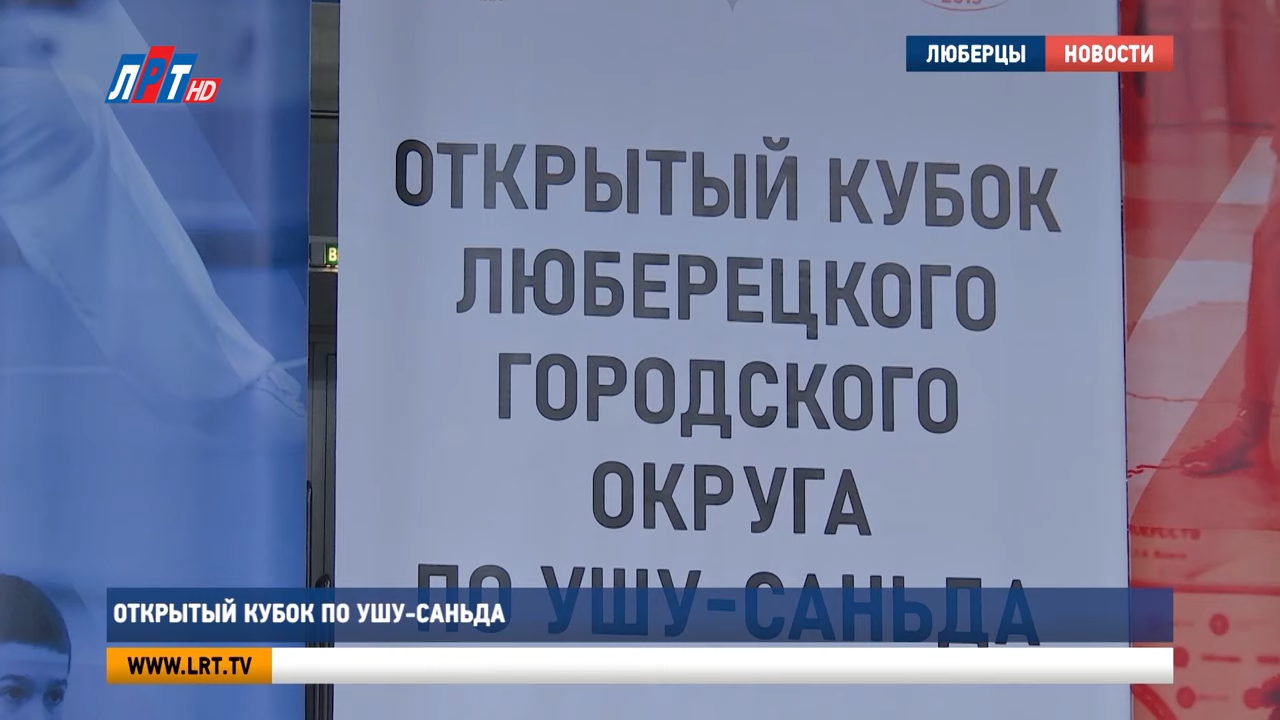 ЛРТ HD
ЛЮБЕРЦЫ НОВОСТИ
ОТКРЫТЫЙ КУБОК
ЛЮБЕРЕЦКОГО
ГОРОДСКОГО
ОКРУГА
ПО УШУ-САНЬДА
ОТКРЫТЫЙ КУБОК ПО УШУ-САНЬДА
WWW.LRT.TV